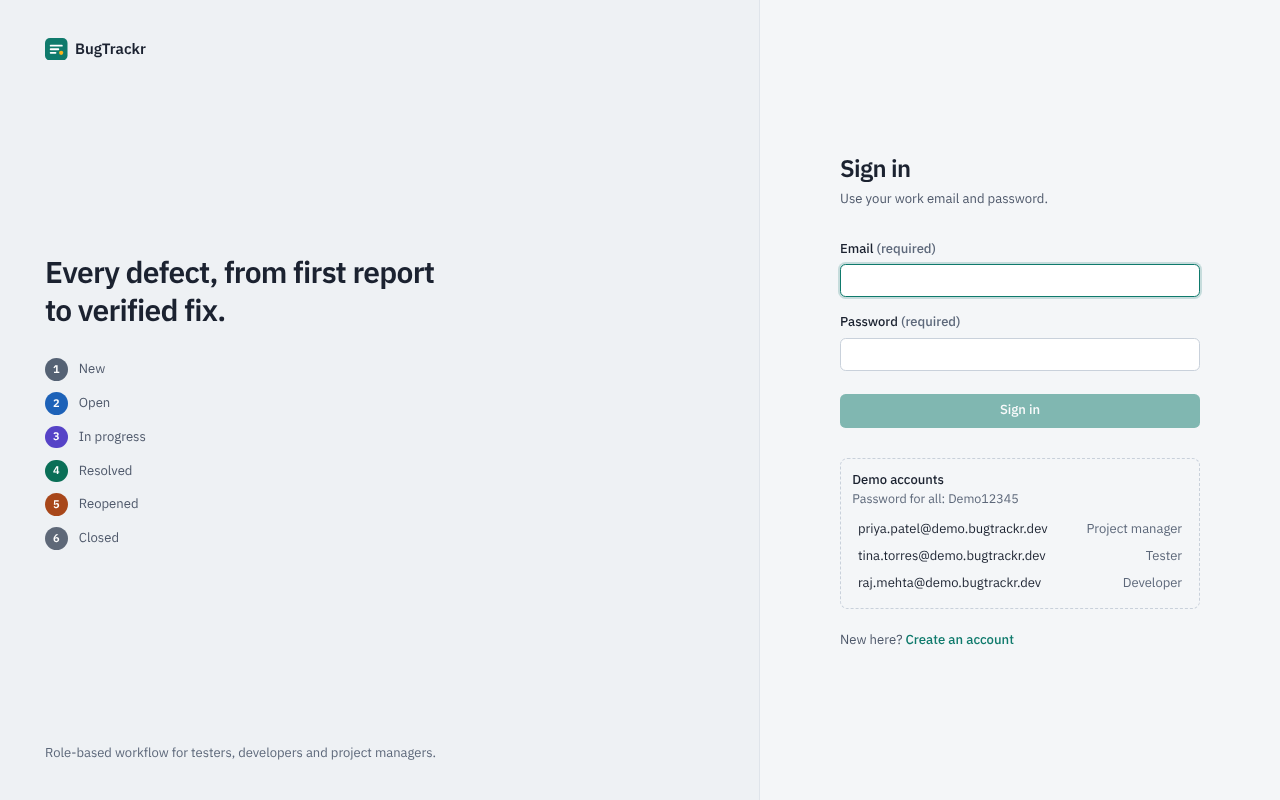 BugTrackr
Every defect, from first report
to verified fix.
1 New
2 Open
3 In progress
4 Resolved
5 Reopened
6 Closed
Role-based workflow for testers, developers and project managers.
Sign in
Use your work email and password.
Email (required)
Password (required)
Sign in
Demo accounts
Password for all: Demo12345
priya.patel@demo.bugtrackr.dev Project manager
tina.torres@demo.bugtrackr.dev Tester
raj.mehta@demo.bugtrackr.dev Developer
New here? Create an account